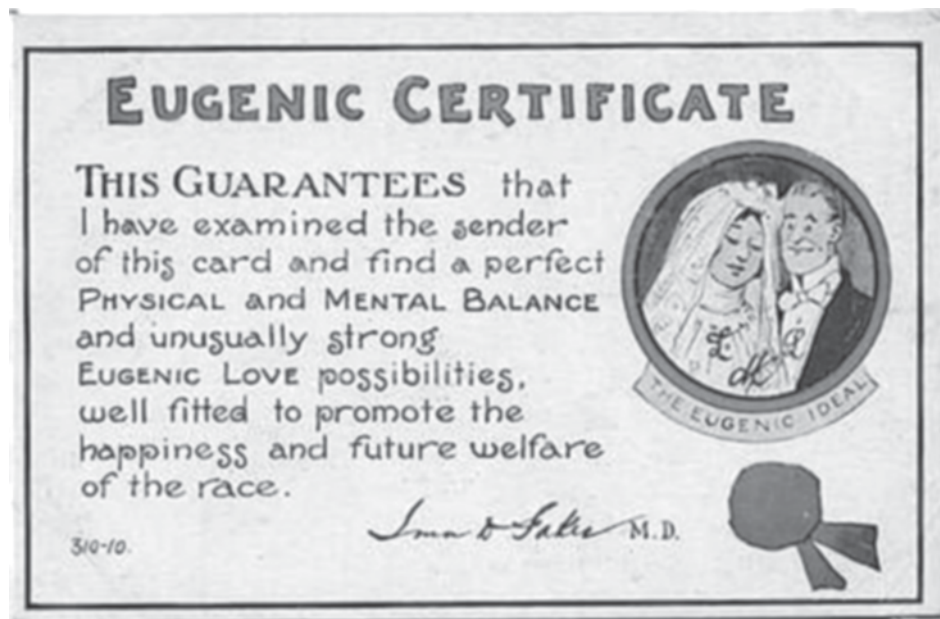 EUGENIC CERTIFICATE
THIS GUARANTEES that
I have examined the sender
of this card and find a perfect
PHYSICAL and MENTAL BALANCE
and unusually strong
EUGENIC LOVE possibilities,
well fitted to promote the
happiness and future welfare
of the race.
THE EUGENIC IDEAL
M.D.
310-10.